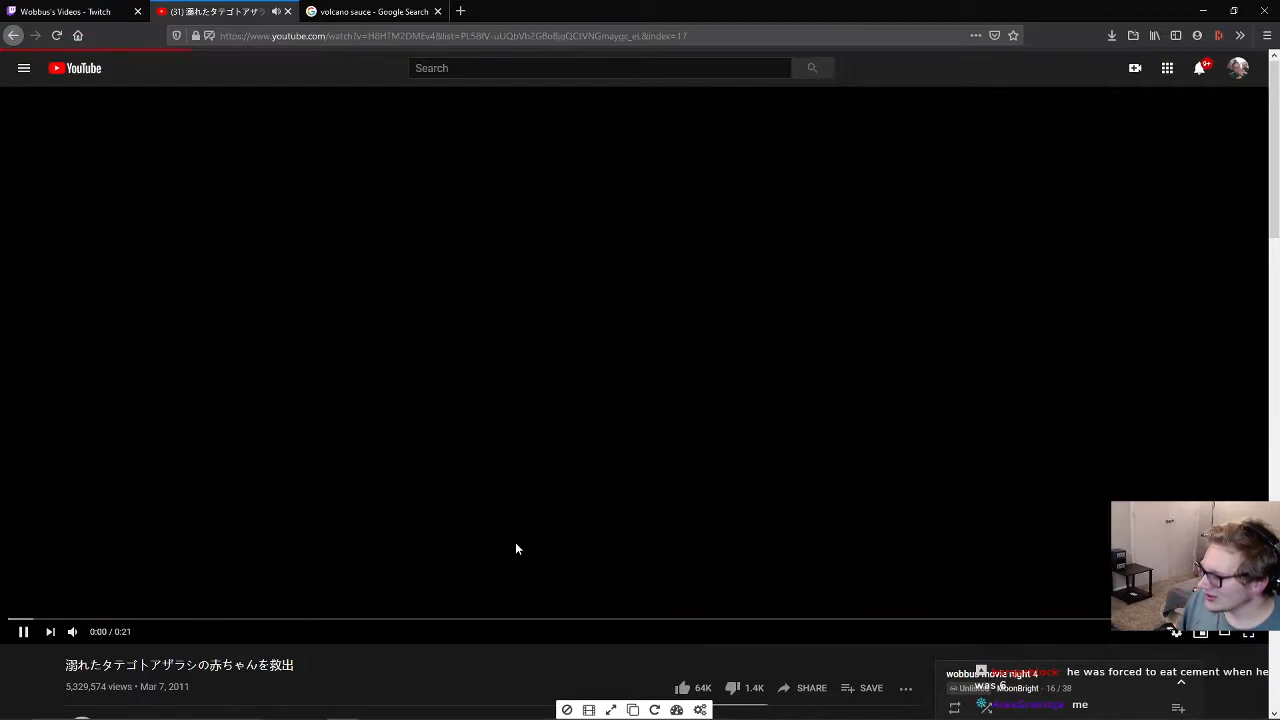 Wobbus's Videos - Twitch
(31) 溺れたタテゴトアザラシ
volcano sauce - Google Search
YouTube
Search
9+
0:00 / 0:21
溺れたタテゴトアザラシの赤ちゃんを救出
5,329,574 views • Mar 7, 2011
64K
1.4K
SHARE
SAVE
wobbus movie night 4
MoonBright - 16 / 38
he was forced to eat cement when he
was 6
me